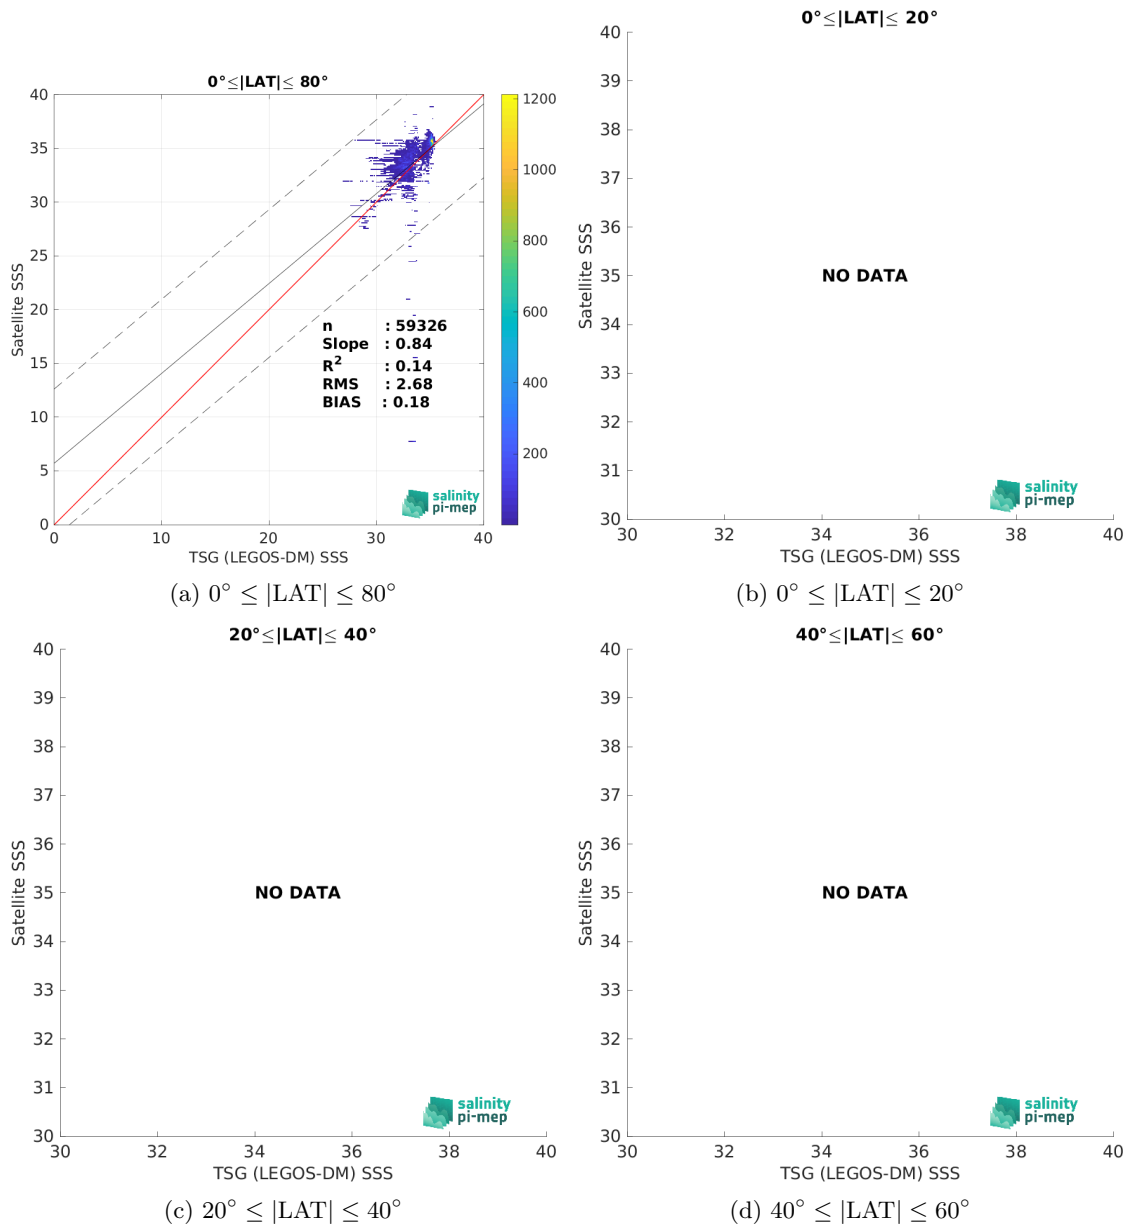 0°≤|LAT|≤ 80°
40
35
30
25
20
15
10
5
0
0
10
20
30
40
Satellite SSS
TSG (LEGOS-DM) SSS
n : 59326
Slope : 0.84
R² : 0.14
RMS : 2.68
BIAS : 0.18
1200
1000
800
600
400
200
salinity
pi-mep
(a) 0° ≤ |LAT| ≤ 80°
0°≤|LAT|≤ 20°
40
39
38
37
36
35
34
33
32
31
30
30
32
34
36
38
40
Satellite SSS
TSG (LEGOS-DM) SSS
NO DATA
salinity
pi-mep
(b) 0° ≤ |LAT| ≤ 20°
20°≤|LAT|≤ 40°
40
39
38
37
36
35
34
33
32
31
30
30
32
34
36
38
40
Satellite SSS
TSG (LEGOS-DM) SSS
NO DATA
salinity
pi-mep
(c) 20° ≤ |LAT| ≤ 40°
40°≤|LAT|≤ 60°
40
39
38
37
36
35
34
33
32
31
30
30
32
34
36
38
40
Satellite SSS
TSG (LEGOS-DM) SSS
NO DATA
salinity
pi-mep
(d) 40° ≤ |LAT| ≤ 60°